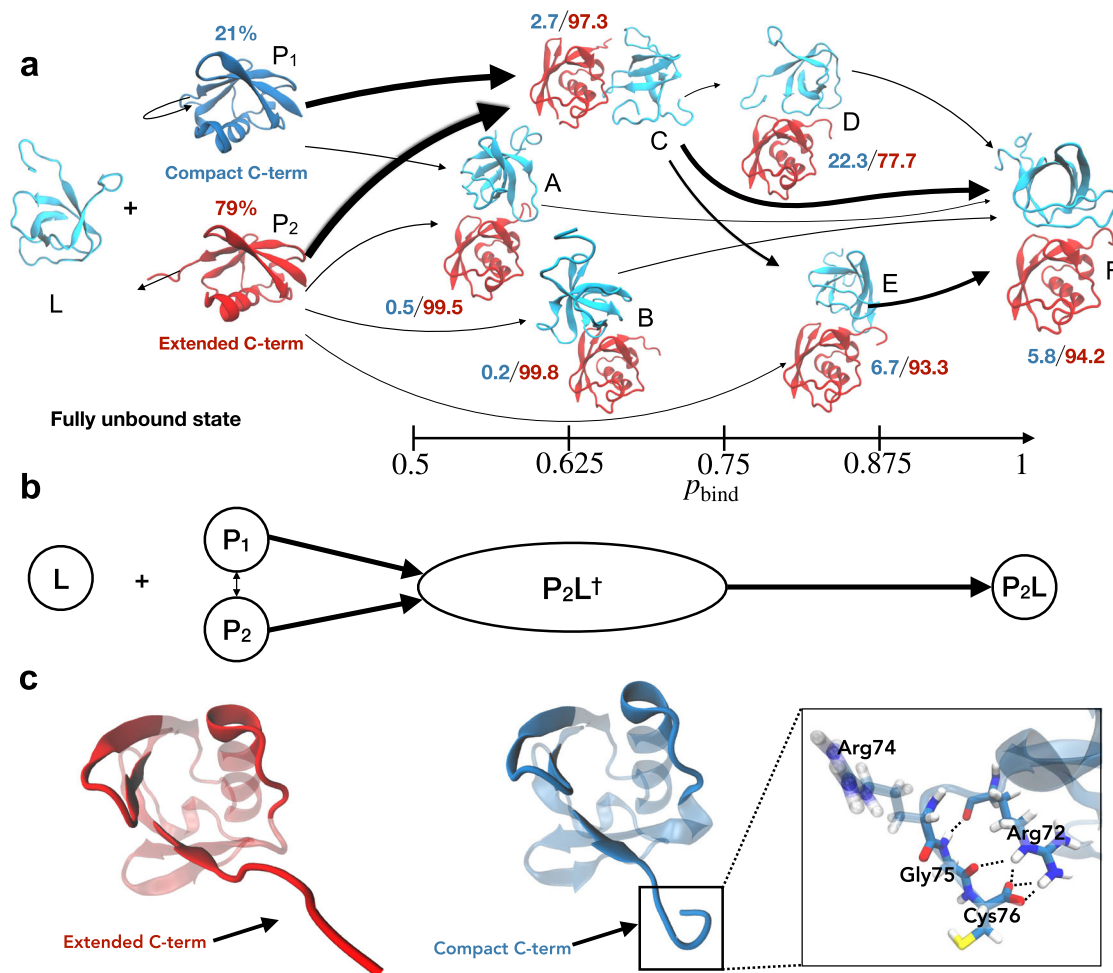 a
21%
P1
Compact C-term
L
+
79%
P2
Extended C-term
Fully unbound state
2.7/97.3
C
D
22.3/77.7
A
0.5/99.5
B
0.2/99.8
E
6.7/93.3
F
5.8/94.2
0.5
0.625
0.75
0.875
1
pbind
b
L
+
P1
P2
P2L†
P2L
c
Extended C-term
Compact C-term
Arg74
Arg72
Gly75
Cys76